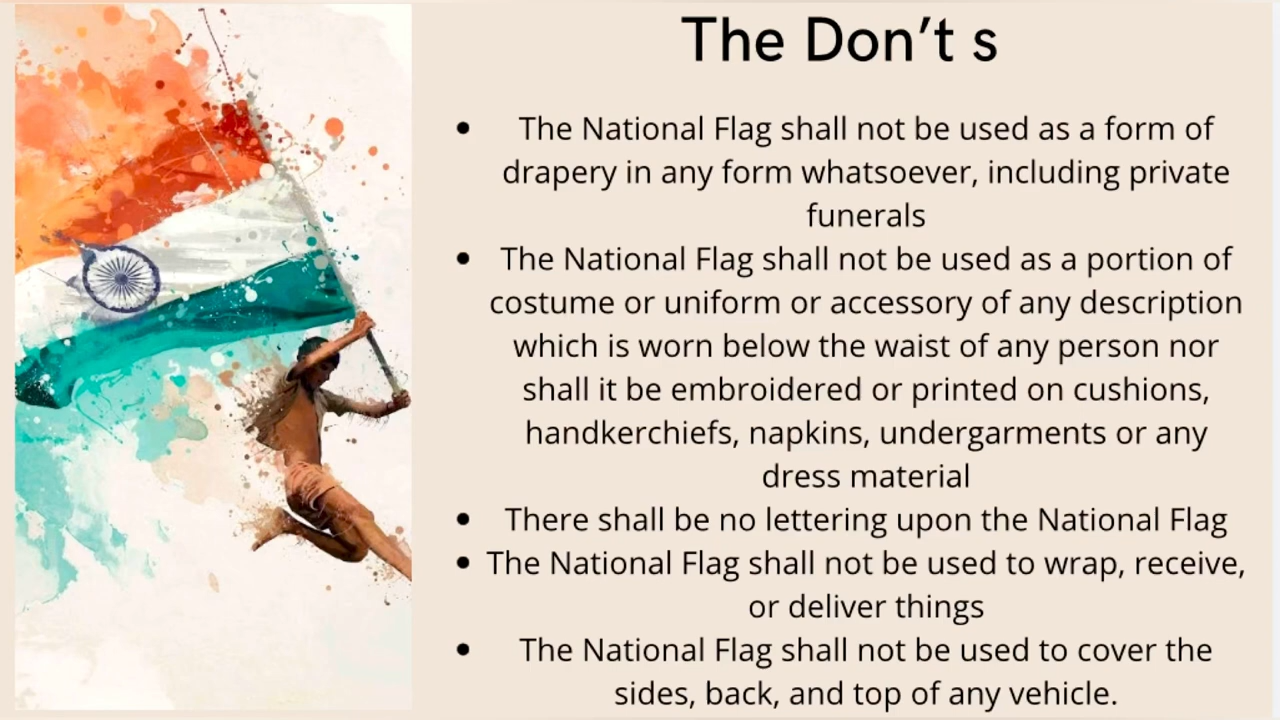 The Don’t s
• The National Flag shall not be used as a form of
drapery in any form whatsoever, including private
funerals
• The National Flag shall not be used as a portion of
costume or uniform or accessory of any description
which is worn below the waist of any person nor
shall it be embroidered or printed on cushions,
handkerchiefs, napkins, undergarments or any
dress material
• There shall be no lettering upon the National Flag
• The National Flag shall not be used to wrap, receive,
or deliver things
• The National Flag shall not be used to cover the
sides, back, and top of any vehicle.